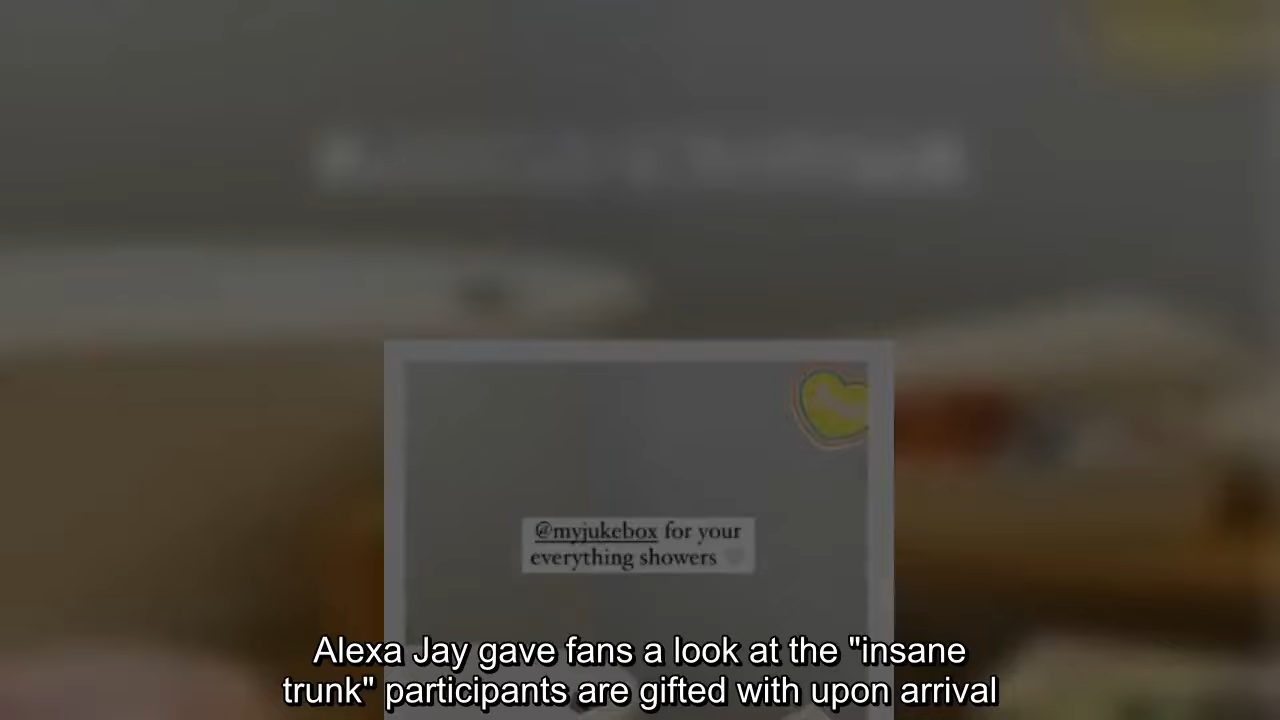 @myjukebox for your
everything showers
Alexa Jay gave fans a look at the "insane
trunk" participants are gifted with upon arrival